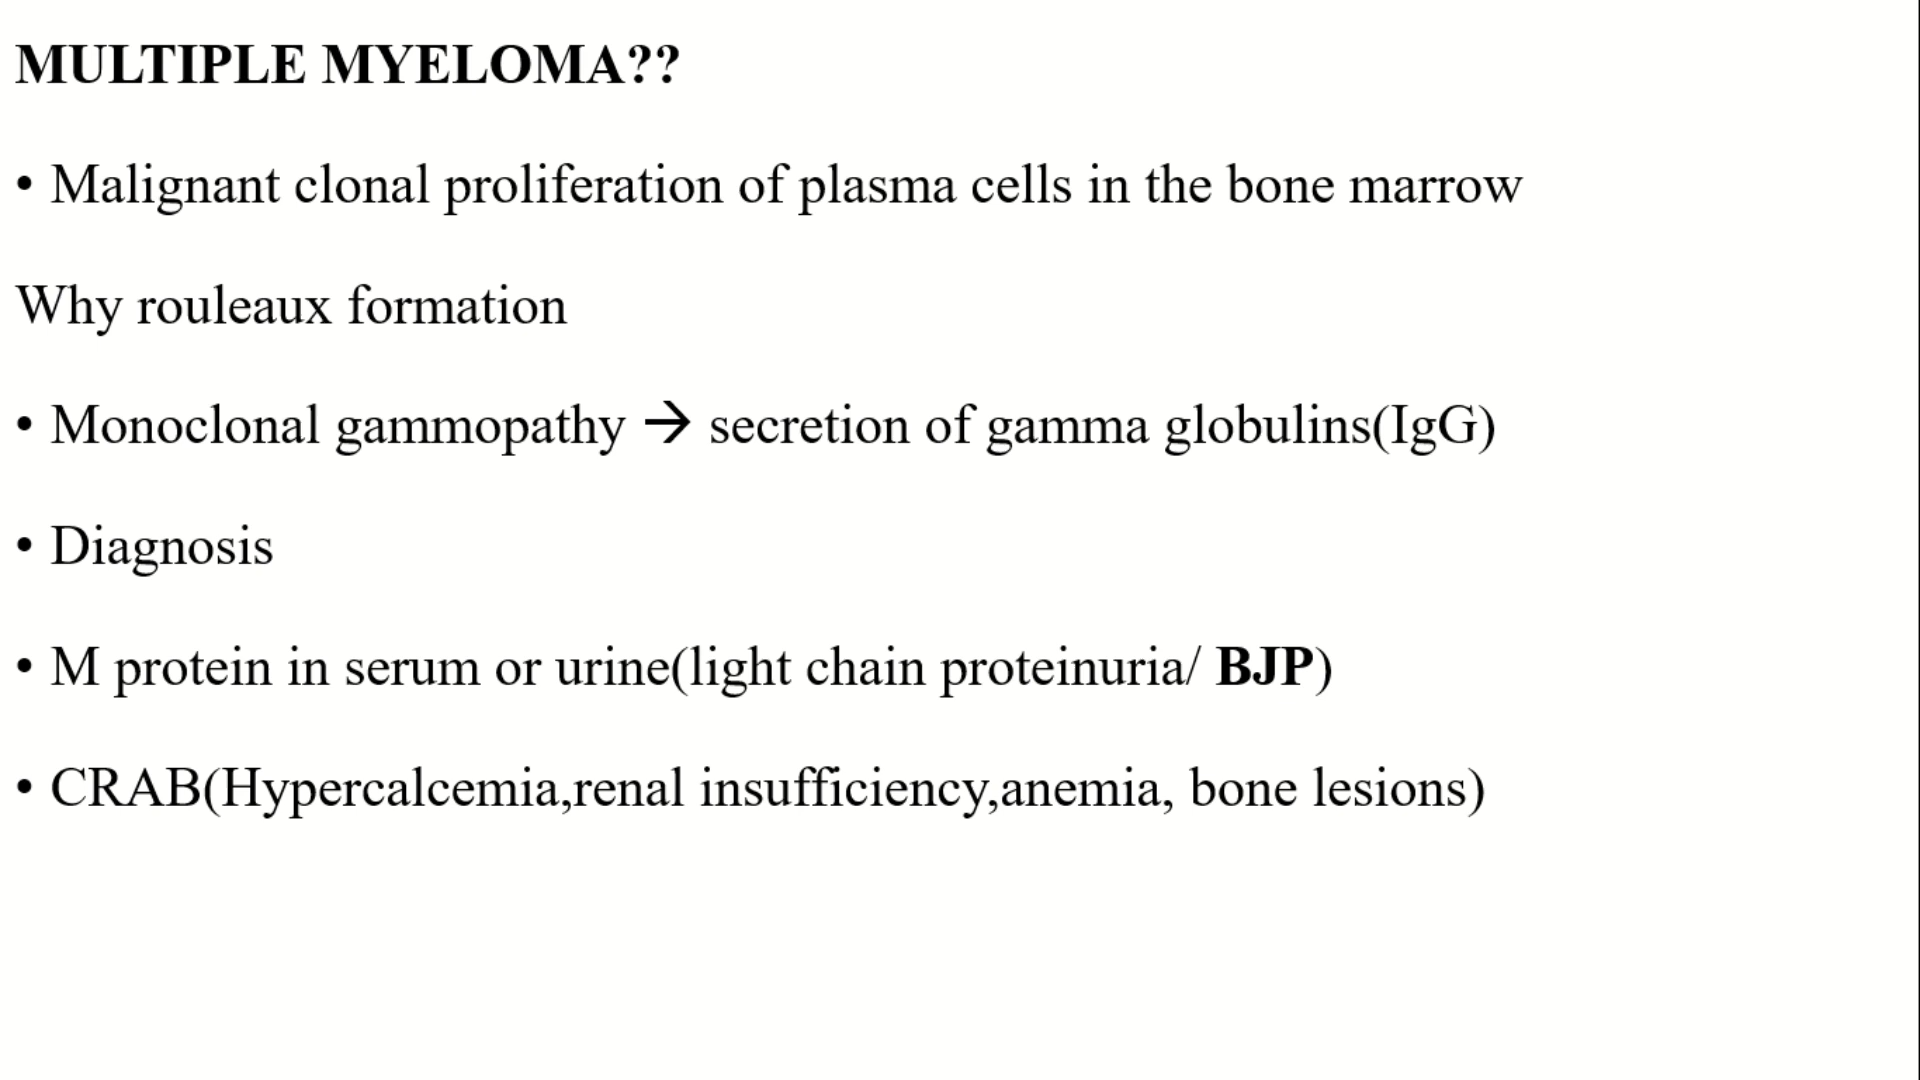 MULTIPLE MYELOMA??
• Malignant clonal proliferation of plasma cells in the bone marrow
Why rouleaux formation
• Monoclonal gammopathy → secretion of gamma globulins(IgG)
• Diagnosis
• M protein in serum or urine(light chain proteinuria/ BJP)
• CRAB(Hypercalcemia,renal insufficiency,anemia, bone lesions)